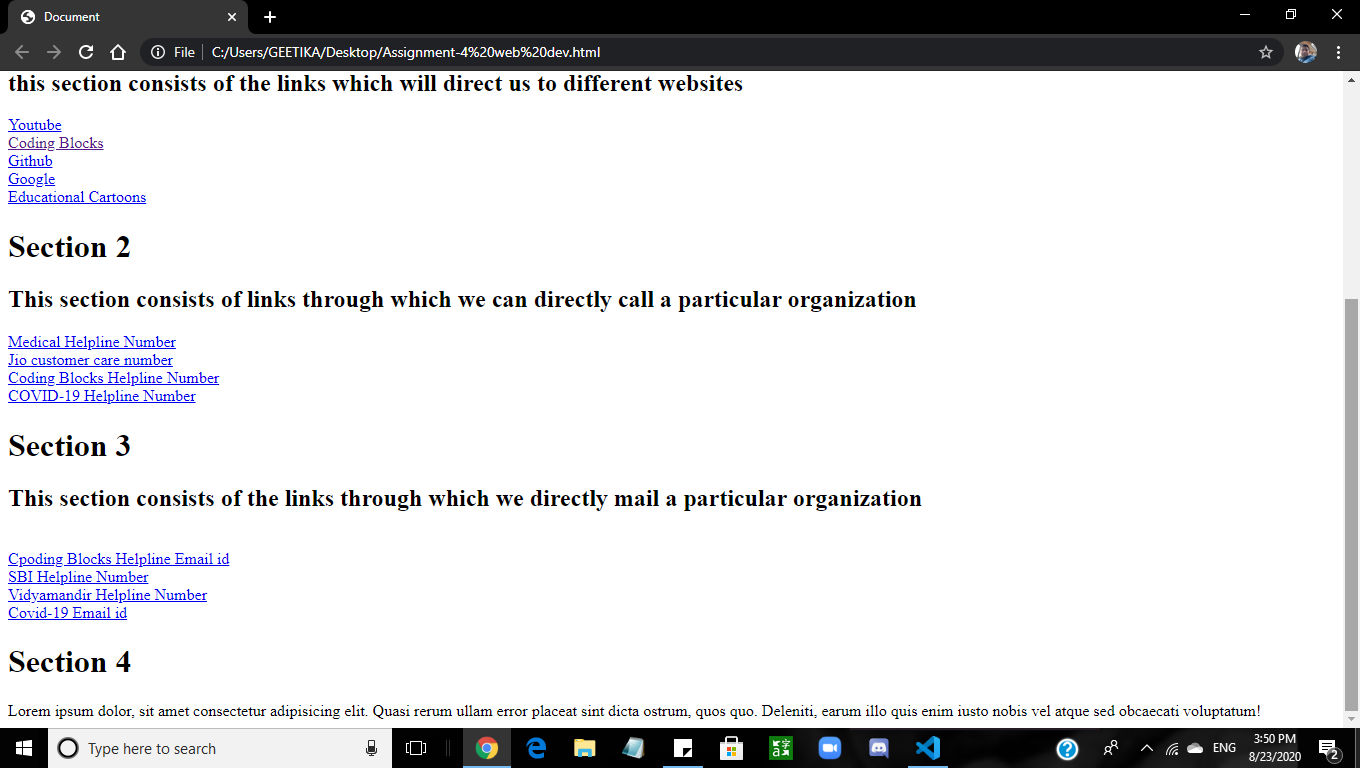 Document
File
C:/Users/GEETIKA/Desktop/Assignment-4%20web%20dev.html
this section consists of the links which will direct us to different websites
Youtube
Coding Blocks
Github
Google
Educational Cartoons
Section 2
This section consists of links through which we can directly call a particular organization
Medical Helpline Number
Jio customer care number
Coding Blocks Helpline Number
COVID-19 Helpline Number
Section 3
This section consists of the links through which we directly mail a particular organization
Cpoding Blocks Helpline Email id
SBI Helpline Number
Vidyamandir Helpline Number
Covid-19 Email id
Section 4
Lorem ipsum dolor, sit amet consectetur adipisicing elit. Quasi rerum ullam error placeat sint dicta ostrum, quos quo. Deleniti, earum illo quis enim iusto nobis vel atque sed obcaecati voluptatum!
Type here to search
ENG
3:50 PM
8/23/2020
2